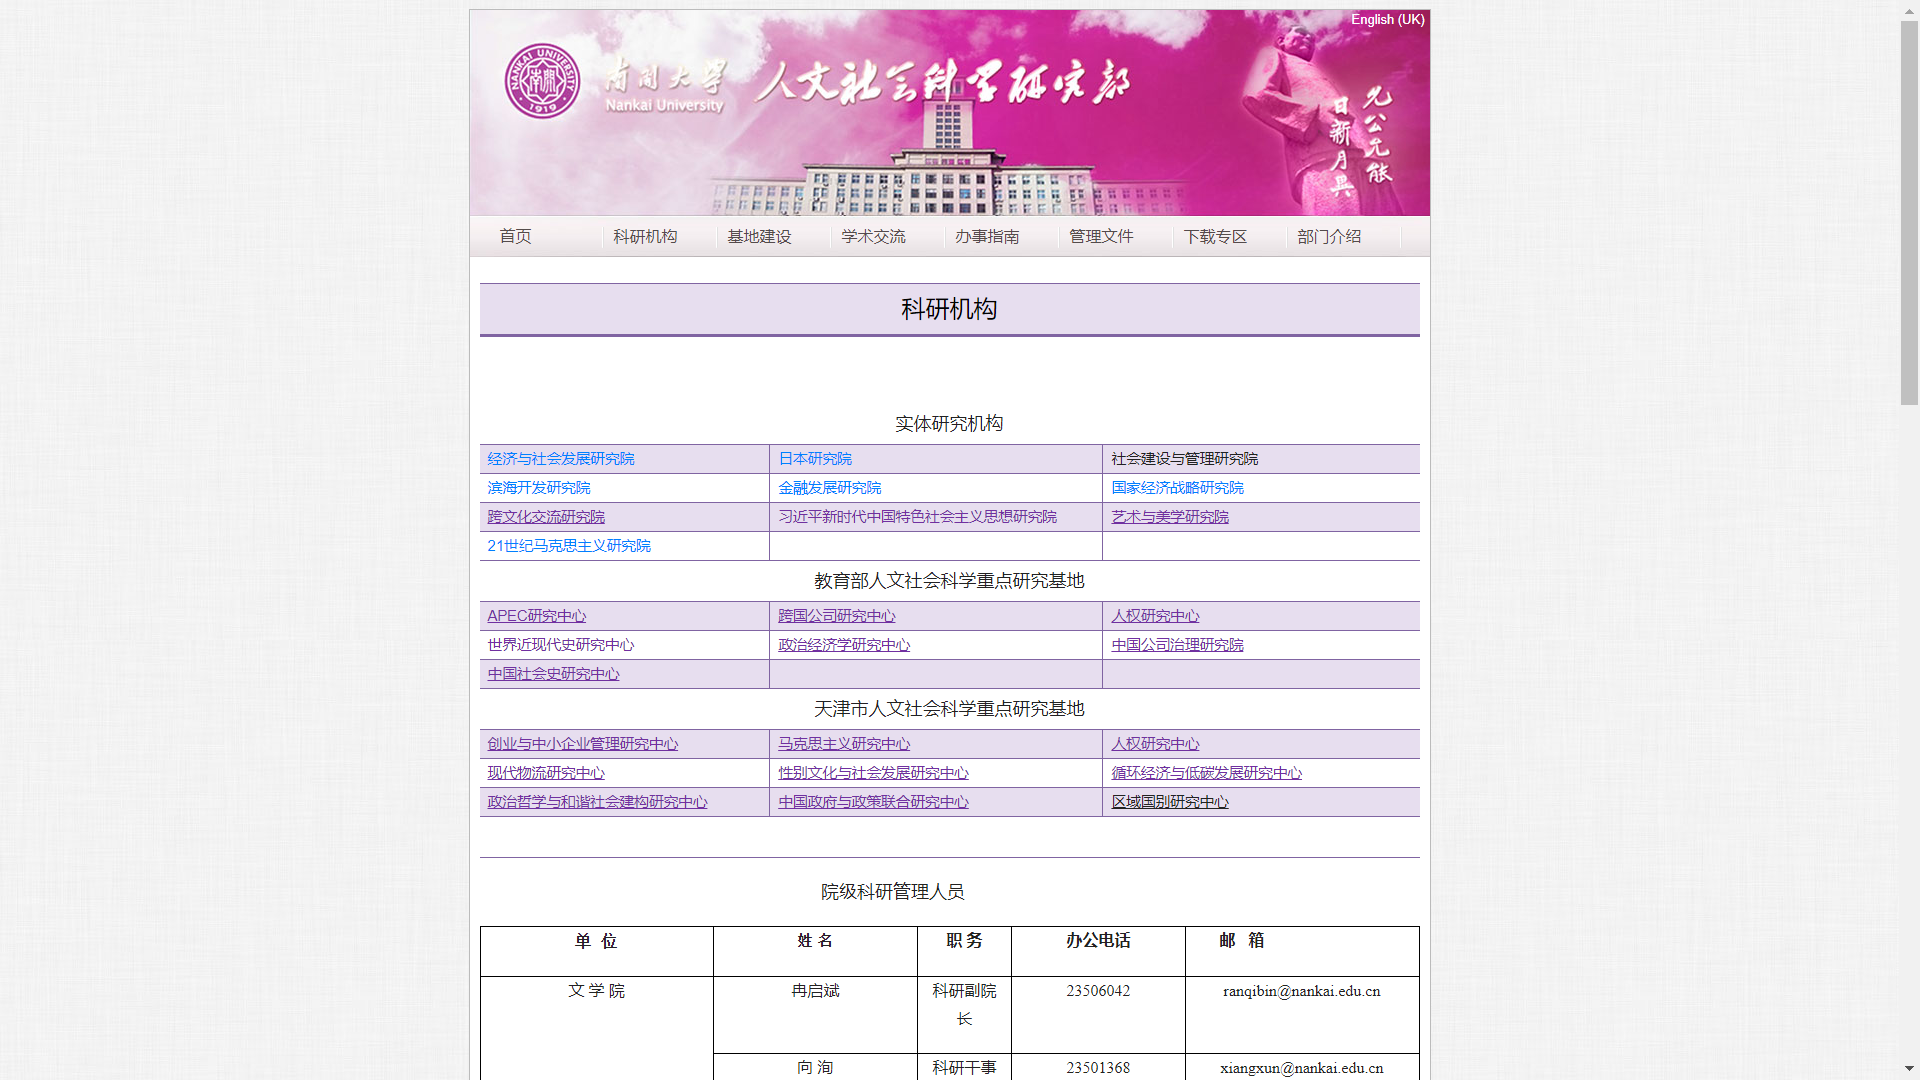 English (UK)
NANKAI UNIVERSITY
南開
1919
南開大學
Nankai University
人文社会科学研究部
允公允能
日新月異
首页 科研机构 基地建设 学术交流 办事指南 管理文件 下载专区 部门介绍
科研机构
实体研究机构
经济与社会发展研究院 日本研究院 社会建设与管理研究院
滨海开发研究院 金融发展研究院 国家经济战略研究院
跨文化交流研究院 习近平新时代中国特色社会主义思想研究院 艺术与美学研究院
21世纪马克思主义研究院
教育部人文社会科学重点研究基地
APEC研究中心 跨国公司研究中心 人权研究中心
世界近现代史研究中心 政治经济学研究中心 中国公司治理研究院
中国社会史研究中心
天津市人文社会科学重点研究基地
创业与中小企业管理研究中心 马克思主义研究中心 人权研究中心
现代物流研究中心 性别文化与社会发展研究中心 循环经济与低碳发展研究中心
政治哲学与和谐社会建构研究中心 中国政府与政策联合研究中心 区域国别研究中心
院级科研管理人员
单 位 姓 名 职 务 办公电话 邮 箱
文 学 院 冉启斌 科研副院长 23506042 ranqibin@nankai.edu.cn
向 洵 科研干事 23501368 xiangxun@nankai.edu.cn